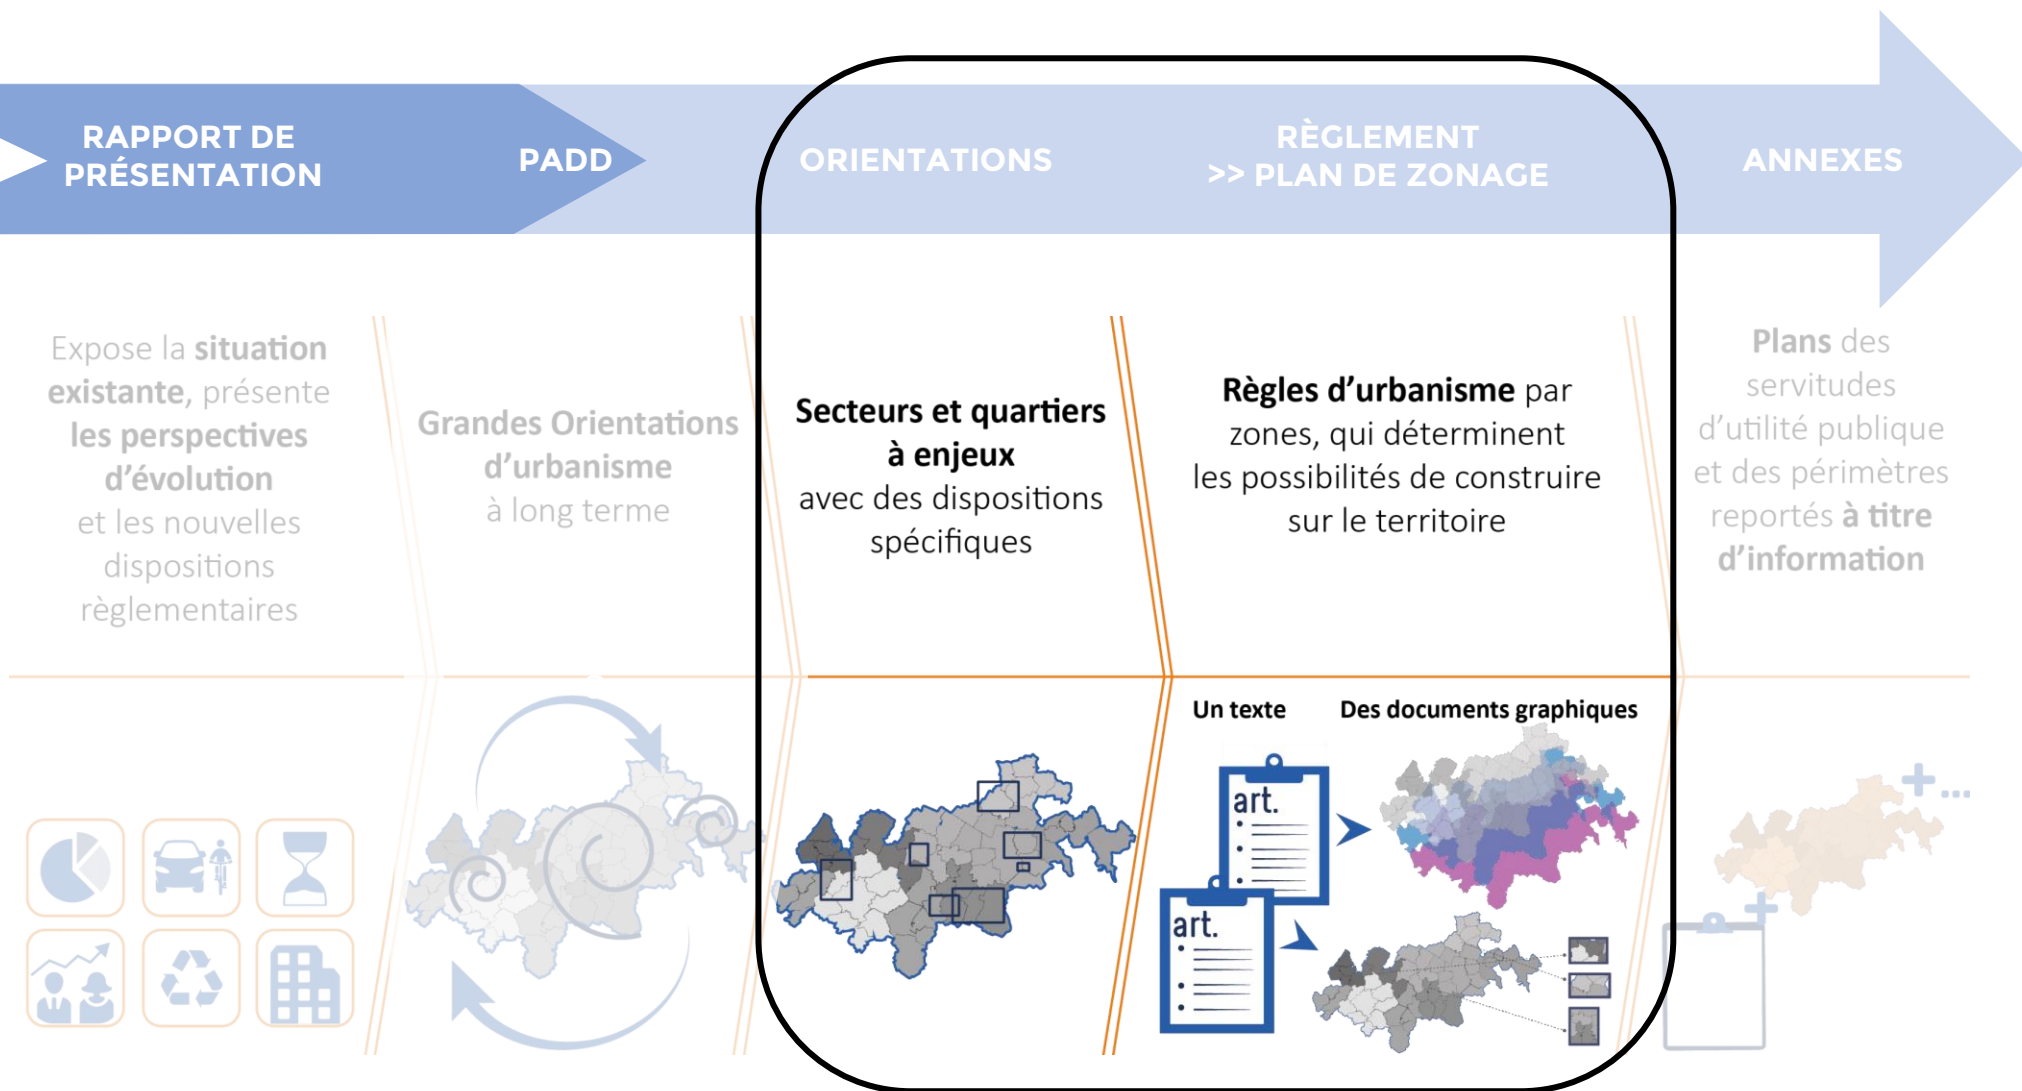 RAPPORT DE
PRÉSENTATION
PADD
ORIENTATIONS
RÈGLEMENT
>> PLAN DE ZONAGE
ANNEXES
Expose la situation
existante, présente
les perspectives
d'évolution
et les nouvelles
dispositions
règlementaires
Grandes Orientations
d'urbanisme
à long terme
Secteurs et quartiers
à enjeux
avec des dispositions
spécifiques
Règles d'urbanisme par
zones, qui déterminent
les possibilités de construire
sur le territoire
Plans des
servitudes
d'utilité publique
et des périmètres
reportés à titre
d'information
Un texte
Des documents graphiques
art.
art.
+...
+